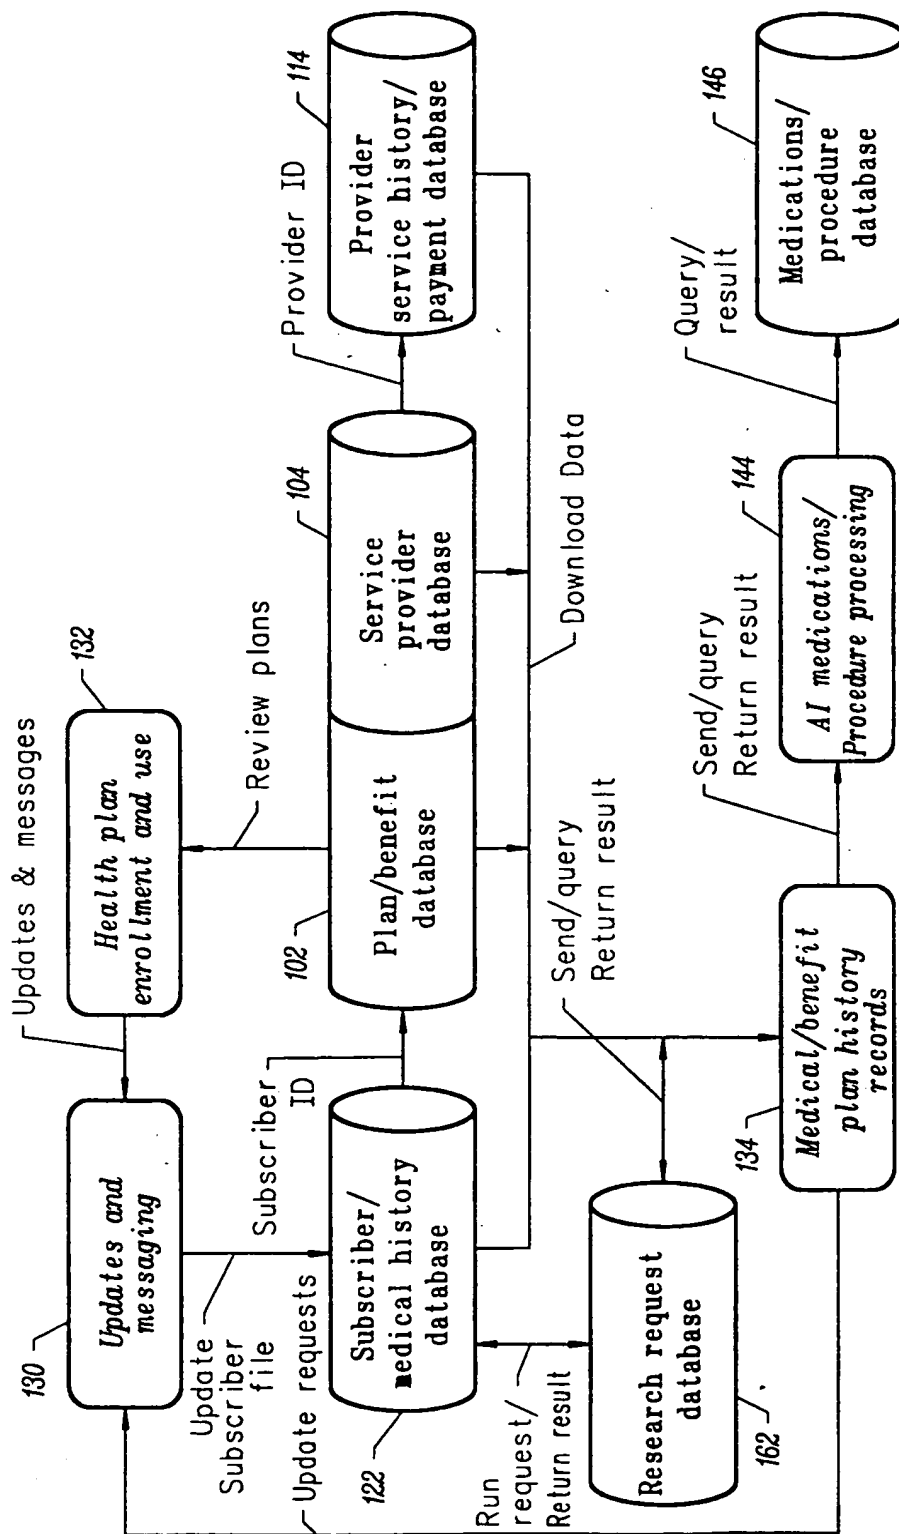 Updates & messages
130
Updates and
messaging
132
Health plan
enrollment and use
Update
Subscriber
file
Review plans
Update requests
Subscriber
ID
Provider ID
122
Subscriber/
medical history
database
102
Plan/benefit
database
104
Service
provider
database
114
Provider
service history/
payment database
Run
request/
Return result
Send/query
Return result
Download Data
162
Research request
database
134
Medical/benefit
plan history
records
Send/query
Return result
144
AI medications/
Procedure processing
Query/
result
146
Medications/
procedure
database